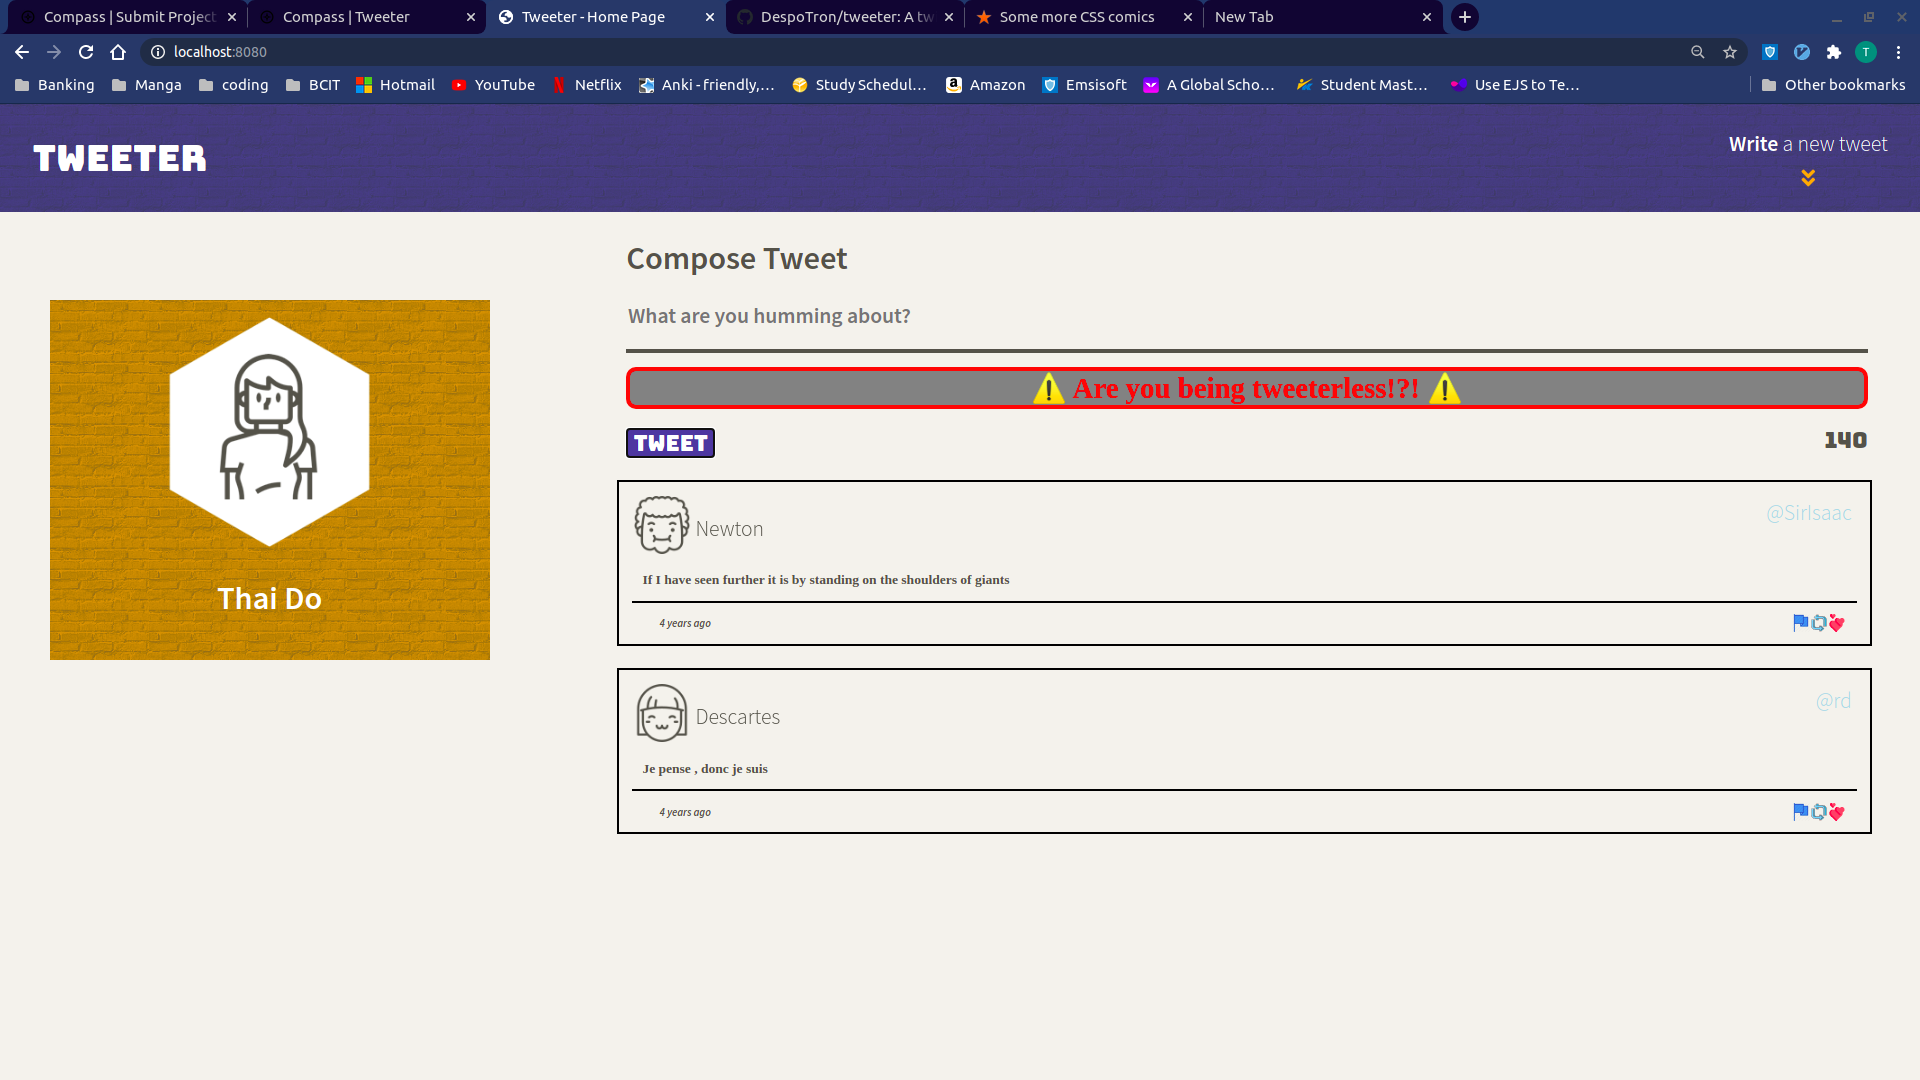 Compass | Submit Project
Compass | Tweeter
Tweeter - Home Page
DespoTron/tweeter: A tw
Some more CSS comics
New Tab
localhost:8080
T
Banking
Manga
coding
BCIT
Hotmail
YouTube
Netflix
Anki - friendly,...
Study Schedul...
Amazon
Emsisoft
A Global Scho...
Student Mast...
Use EJS to Te...
Other bookmarks
TWEETER
Write a new tweet
Compose Tweet
What are you humming about?
⚠️ Are you being tweeterless!?! ⚠️
TWEET
140
Thai Do
Newton
@SirIsaac
If I have seen further it is by standing on the shoulders of giants
4 years ago
Descartes
@rd
Je pense , donc je suis
4 years ago